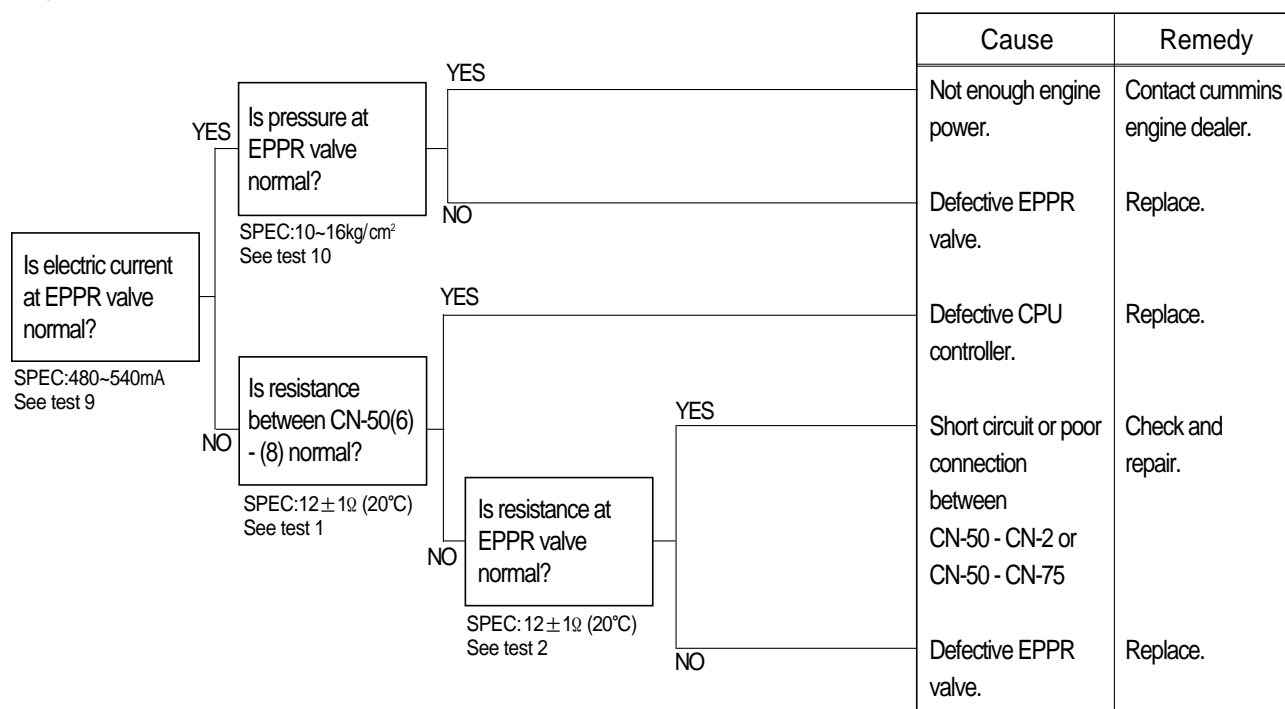 Cause
Remedy
YES
Not enough engine
power.
Contact cummins
engine dealer.
YES
Is pressure at
EPPR valve
normal?
NO
Defective EPPR
valve.
Replace.
SPEC:10~16kg/cm²
See test 10
Is electric current
at EPPR valve
normal?
SPEC:480~540mA
See test 9
YES
Defective CPU
controller.
Replace.
NO
Is resistance
between CN-50(6)
- (8) normal?
SPEC:12±1Ω (20°C)
See test 1
YES
Short circuit or poor
connection
between
CN-50 - CN-2 or
CN-50 - CN-75
Check and
repair.
NO
Is resistance at
EPPR valve
normal?
SPEC:12±1Ω (20°C)
See test 2
NO
Defective EPPR
valve.
Replace.